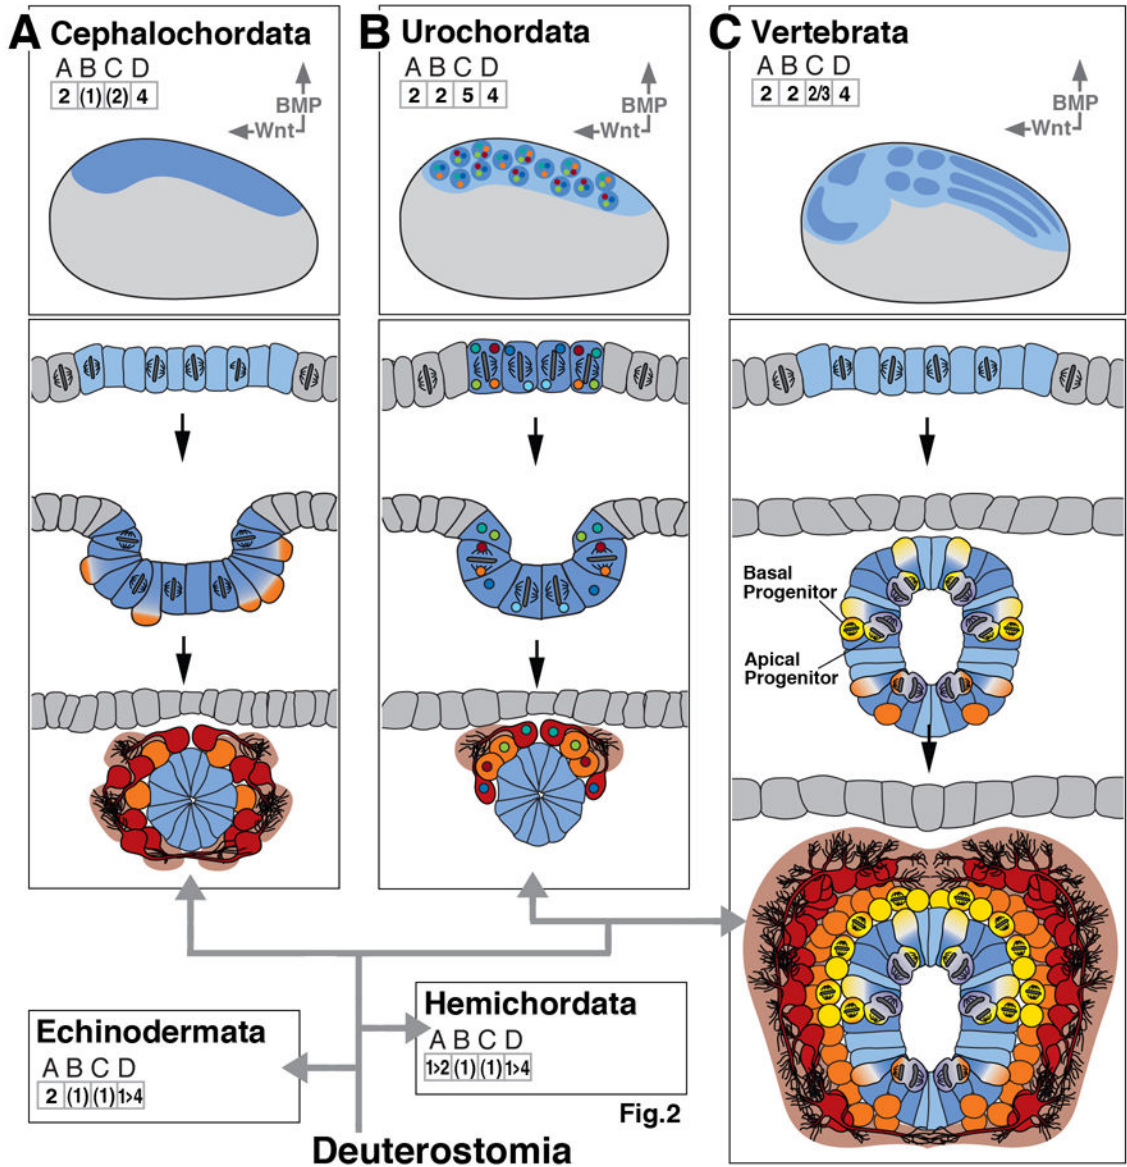 A Cephalochordata
A B C D
2 (1) (2) 4
BMP
Wnt
B Urochordata
A B C D
2 2 5 4
BMP
Wnt
C Vertebrata
A B C D
2 2 2/3 4
BMP
Wnt
Basal
Progenitor
Apical
Progenitor
Echinodermata
A B C D
2 (1) (1) 1>4
Hemichordata
A B C D
1>2 (1) (1) 1>4
Fig.2
Deuterostomia